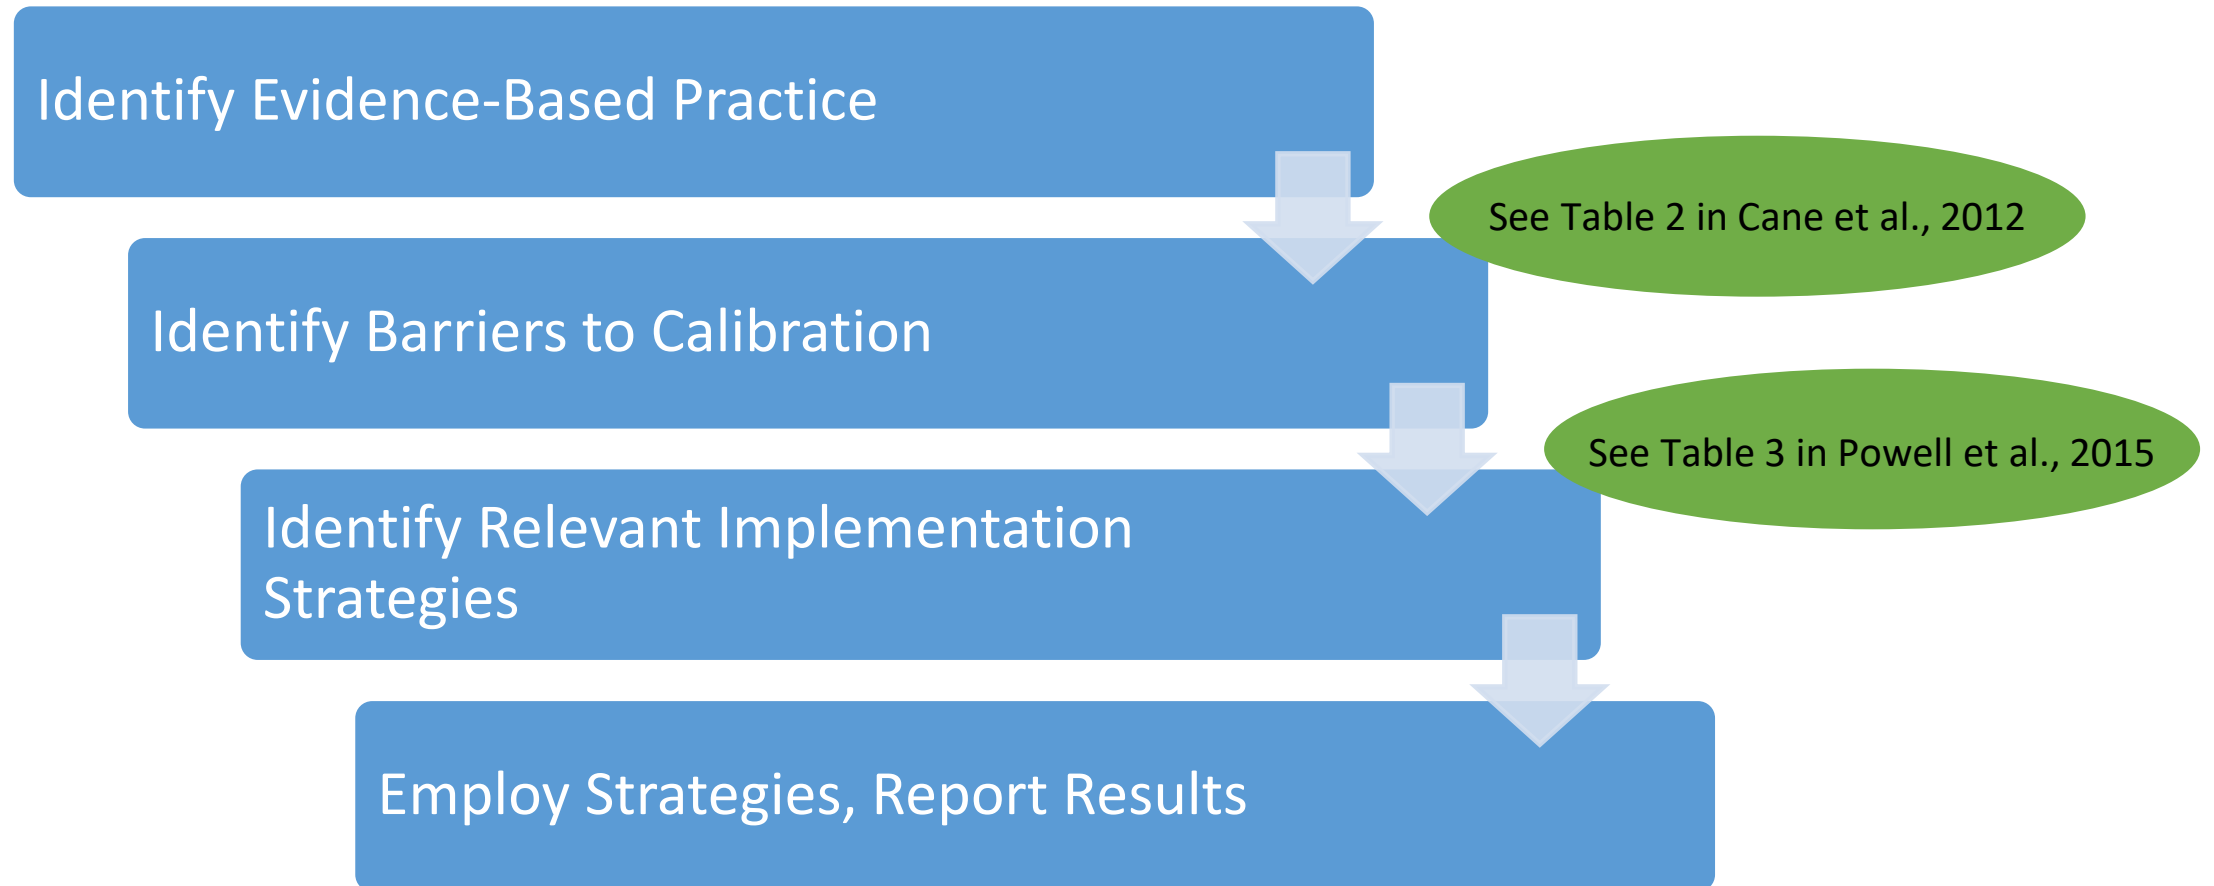 Identify Evidence-Based Practice
See Table 2 in Cane et al., 2012
Identify Barriers to Calibration
See Table 3 in Powell et al., 2015
Identify Relevant Implementation
Strategies
Employ Strategies, Report Results